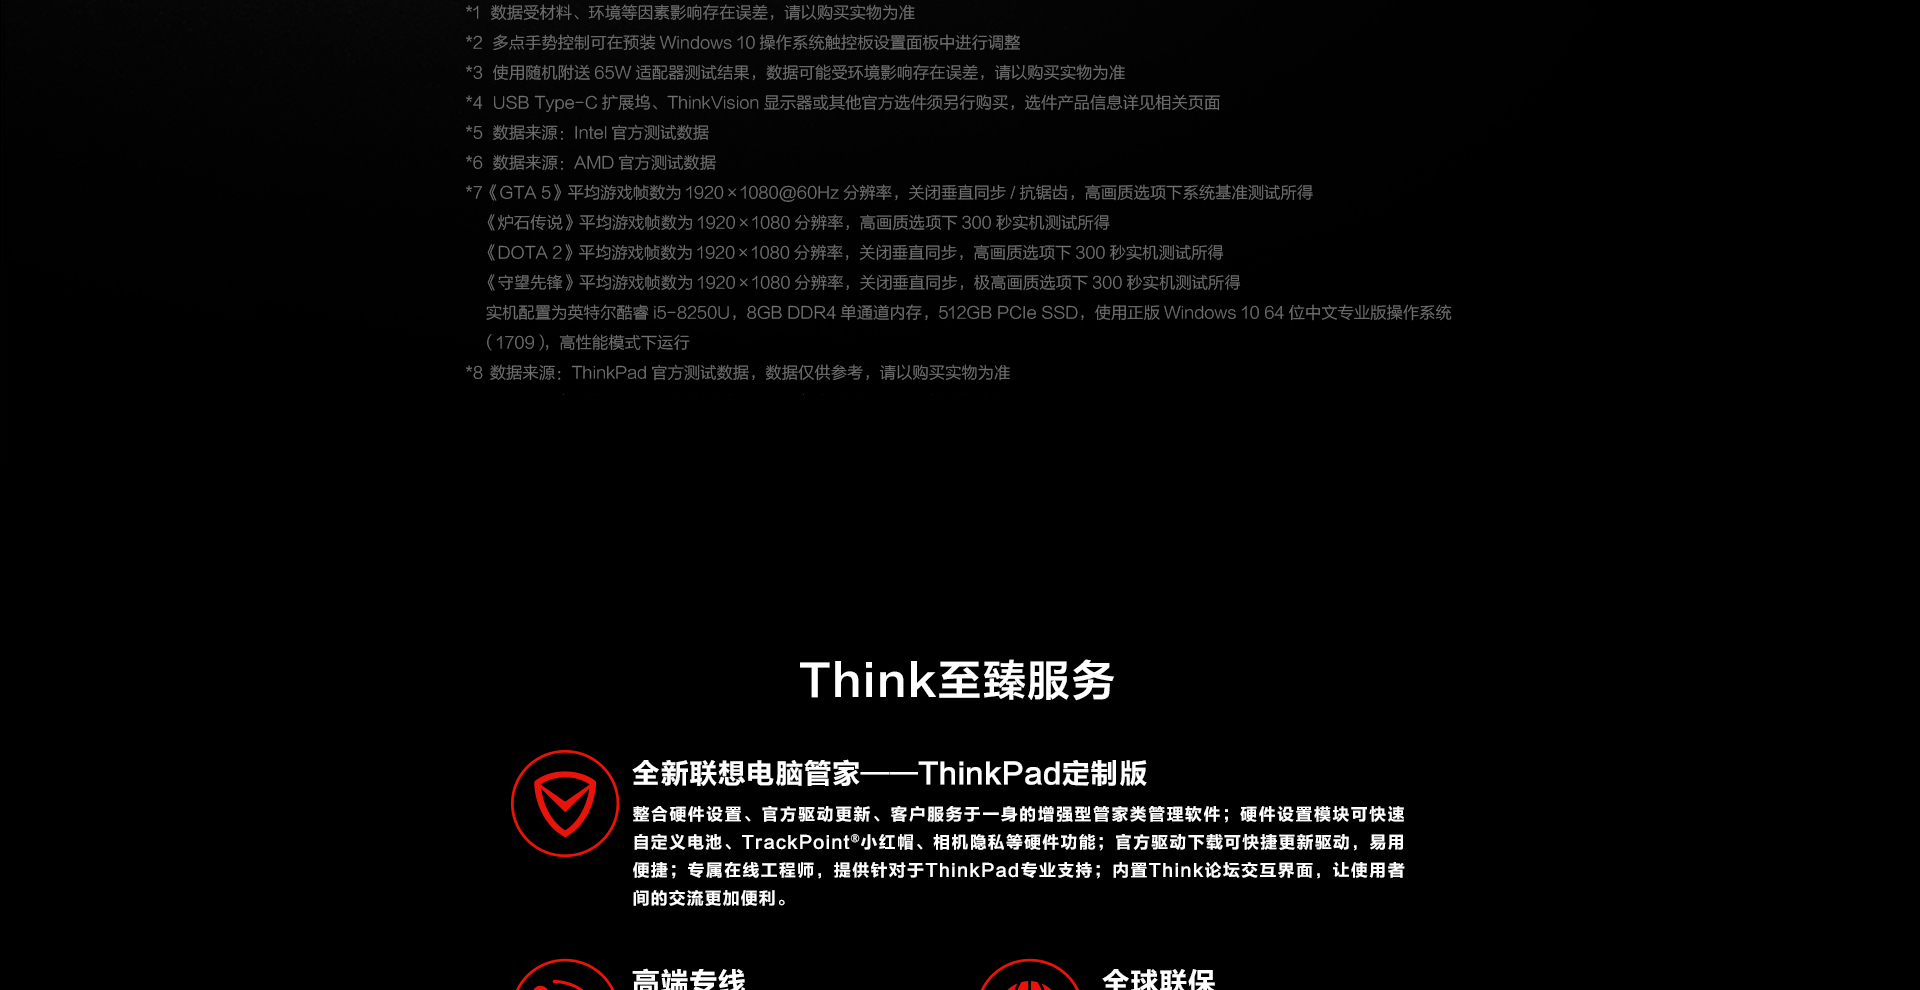 *1 数据受材料、环境等因素影响存在误差，请以购买实物为准
*2 多点手势控制可在预装 Windows 10 操作系统触控板设置面板中进行调整
*3 使用随机附送 65W 适配器测试结果，数据可能受环境影响存在误差，请以购买实物为准
*4 USB Type-C 扩展坞、ThinkVision 显示器或其他官方选件须另行购买，选件产品信息详见相关页面
*5 数据来源：Intel 官方测试数据
*6 数据来源：AMD 官方测试数据
*7《GTA 5》平均游戏帧数为 1920×1080@60Hz 分辨率，关闭垂直同步 / 抗锯齿，高画质选项下系统基准测试所得
《炉石传说》平均游戏帧数为 1920×1080 分辨率，高画质选项下 300 秒实机测试所得
《DOTA 2》平均游戏帧数为 1920×1080 分辨率，关闭垂直同步，高画质选项下 300 秒实机测试所得
《守望先锋》平均游戏帧数为 1920×1080 分辨率，关闭垂直同步，极高画质选项下 300 秒实机测试所得
实机配置为英特尔酷睿 i5-8250U，8GB DDR4 单通道内存，512GB PCIe SSD，使用正版 Windows 10 64 位中文专业版操作系统
（1709），高性能模式下运行
*8 数据来源：ThinkPad 官方测试数据，数据仅供参考，请以购买实物为准
Think至臻服务
全新联想电脑管家——ThinkPad定制版
整合硬件设置、官方驱动更新、客户服务于一身的增强型管家类管理软件；硬件设置模块可快速
自定义电池、TrackPoint®小红帽、相机隐私等硬件功能；官方驱动下载可快捷更新驱动，易用
便捷；专属在线工程师，提供针对于ThinkPad专业支持；内置Think论坛交互界面，让使用者
间的交流更加便利。
高端专线
全球联保